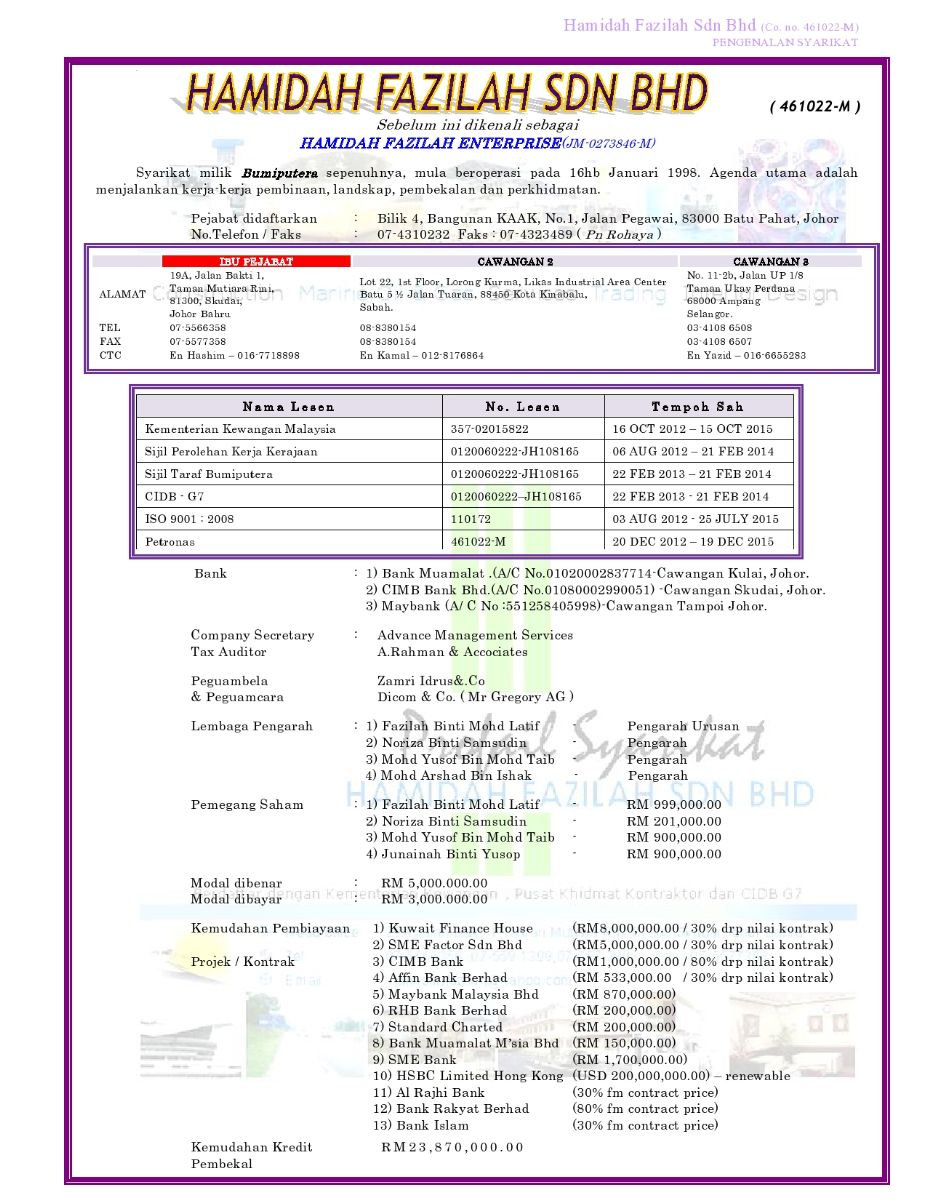 Hamidah Fazilah Sdn Bhd (Co. no. 461022-M)
PENGENALAN SYARIKAT
HAMIDAH FAZILAH SDN BHD ( 461022-M )
Sebelum ini dikenali sebagai
HAMIDAH FAZILAH ENTERPRISE(JM-0273846-M)
Syarikat milik Bumiputera sepenuhnya, mula beroperasi pada 16hb Januari 1998. Agenda utama adalah
menjalankan kerja-kerja pembinaan, landskap, pembekalan dan perkhidmatan.
Pejabat didaftarkan : Bilik 4, Bangunan KAAK, No.1, Jalan Pegawai, 83000 Batu Pahat, Johor
No.Telefon / Faks : 07-4310232 Faks : 07-4323489 ( Pn Rohaya )
IBU PEJABAT CAWANGAN 2 CAWANGAN 3
ALAMAT
19A, Jalan Bakti 1,
Taman Mutiara Rini,
81300, Skudai,
Johor Bahru
Lot 22, 1st Floor, Lorong Kurma, Likas Industrial Area Center
Batu 5 ½ Jalan Tuaran, 88450 Kota Kinabalu,
Sabah.
No. 11-2b, Jalan UP 1/8
Taman Ukay Perdana
68000 Ampang
Selangor.
TEL 07-5566358 08-8380154 03-4108 6508
FAX 07-5577358 08-8380154 03-4108 6507
CTC En Hashim – 016-7718898 En Kamal – 012-8176864 En Yazid – 016-6655283
Nama Lesen No. Lesen Tempoh Sah
Kementerian Kewangan Malaysia 357-02015822 16 OCT 2012 – 15 OCT 2015
Sijil Perolehan Kerja Kerajaan 0120060222-JH108165 06 AUG 2012 – 21 FEB 2014
Sijil Taraf Bumiputera 0120060222-JH108165 22 FEB 2013 – 21 FEB 2014
CIDB - G7 0120060222–JH108165 22 FEB 2013 - 21 FEB 2014
ISO 9001 : 2008 110172 03 AUG 2012 - 25 JULY 2015
Petronas 461022-M 20 DEC 2012 – 19 DEC 2015
Bank : 1) Bank Muamalat .(A/C No.01020002837714-Cawangan Kulai, Johor.
2) CIMB Bank Bhd.(A/C No.01080002990051) -Cawangan Skudai, Johor.
3) Maybank (A/ C No :551258405998)-Cawangan Tampoi Johor.
Company Secretary : Advance Management Services
Tax Auditor A.Rahman & Accociates
Peguambela Zamri Idrus&.Co
& Peguamcara Dicom & Co. ( Mr Gregory AG )
Profail Syarikat
HAMIDAH FAZILAH SDN BHD
Lembaga Pengarah : 1) Fazilah Binti Mohd Latif - Pengarah Urusan
2) Noriza Binti Samsudin - Pengarah
3) Mohd Yusof Bin Mohd Taib - Pengarah
4) Mohd Arshad Bin Ishak - Pengarah
Pemegang Saham : 1) Fazilah Binti Mohd Latif - RM 999,000.00
2) Noriza Binti Samsudin - RM 201,000.00
3) Mohd Yusof Bin Mohd Taib - RM 900,000.00
4) Junainah Binti Yusop - RM 900,000.00
Modal dibenar : RM 5,000.000.00
Modal dibayar : RM 3,000.000.00
dengan Kementerian Kewangan , Pusat Khidmat Kontraktor dan CIDB G7
Kemudahan Pembiayaan 1) Kuwait Finance House (RM8,000,000.00 / 30% drp nilai kontrak)
2) SME Factor Sdn Bhd (RM5,000,000.00 / 30% drp nilai kontrak)
Projek / Kontrak 3) CIMB Bank (RM1,000,000.00 / 80% drp nilai kontrak)
4) Affin Bank Berhad (RM 533,000.00 / 30% drp nilai kontrak)
Email
5) Maybank Malaysia Bhd (RM 870,000.00)
6) RHB Bank Berhad (RM 200,000.00)
7) Standard Charted (RM 200,000.00)
8) Bank Muamalat M'sia Bhd (RM 150,000.00)
9) SME Bank (RM 1,700,000.00)
10) HSBC Limited Hong Kong (USD 200,000,000.00) – renewable
11) Al Rajhi Bank (30% fm contract price)
12) Bank Rakyat Berhad (80% fm contract price)
13) Bank Islam (30% fm contract price)
Kemudahan Kredit RM23,870,000.00
Pembekal